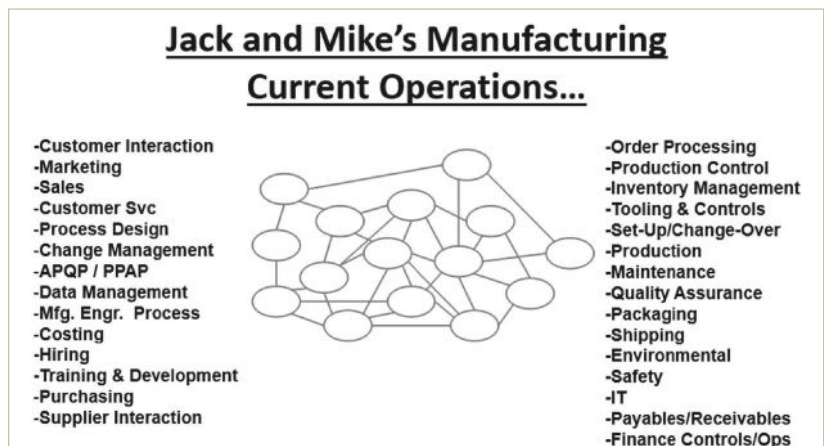 Jack and Mike’s Manufacturing
Current Operations…
-Customer Interaction
-Marketing
-Sales
-Customer Svc
-Process Design
-Change Management
-APQP / PPAP
-Data Management
-Mfg. Engr.  Process
-Costing
-Hiring
-Training & Development
-Purchasing
-Supplier Interaction
-Order Processing
-Production Control
-Inventory Management
-Tooling & Controls
-Set-Up/Change-Over
-Production
-Maintenance
-Quality Assurance
-Packaging
-Shipping
-Environmental
-Safety
-IT
-Payables/Receivables
-Finance Controls/Ops